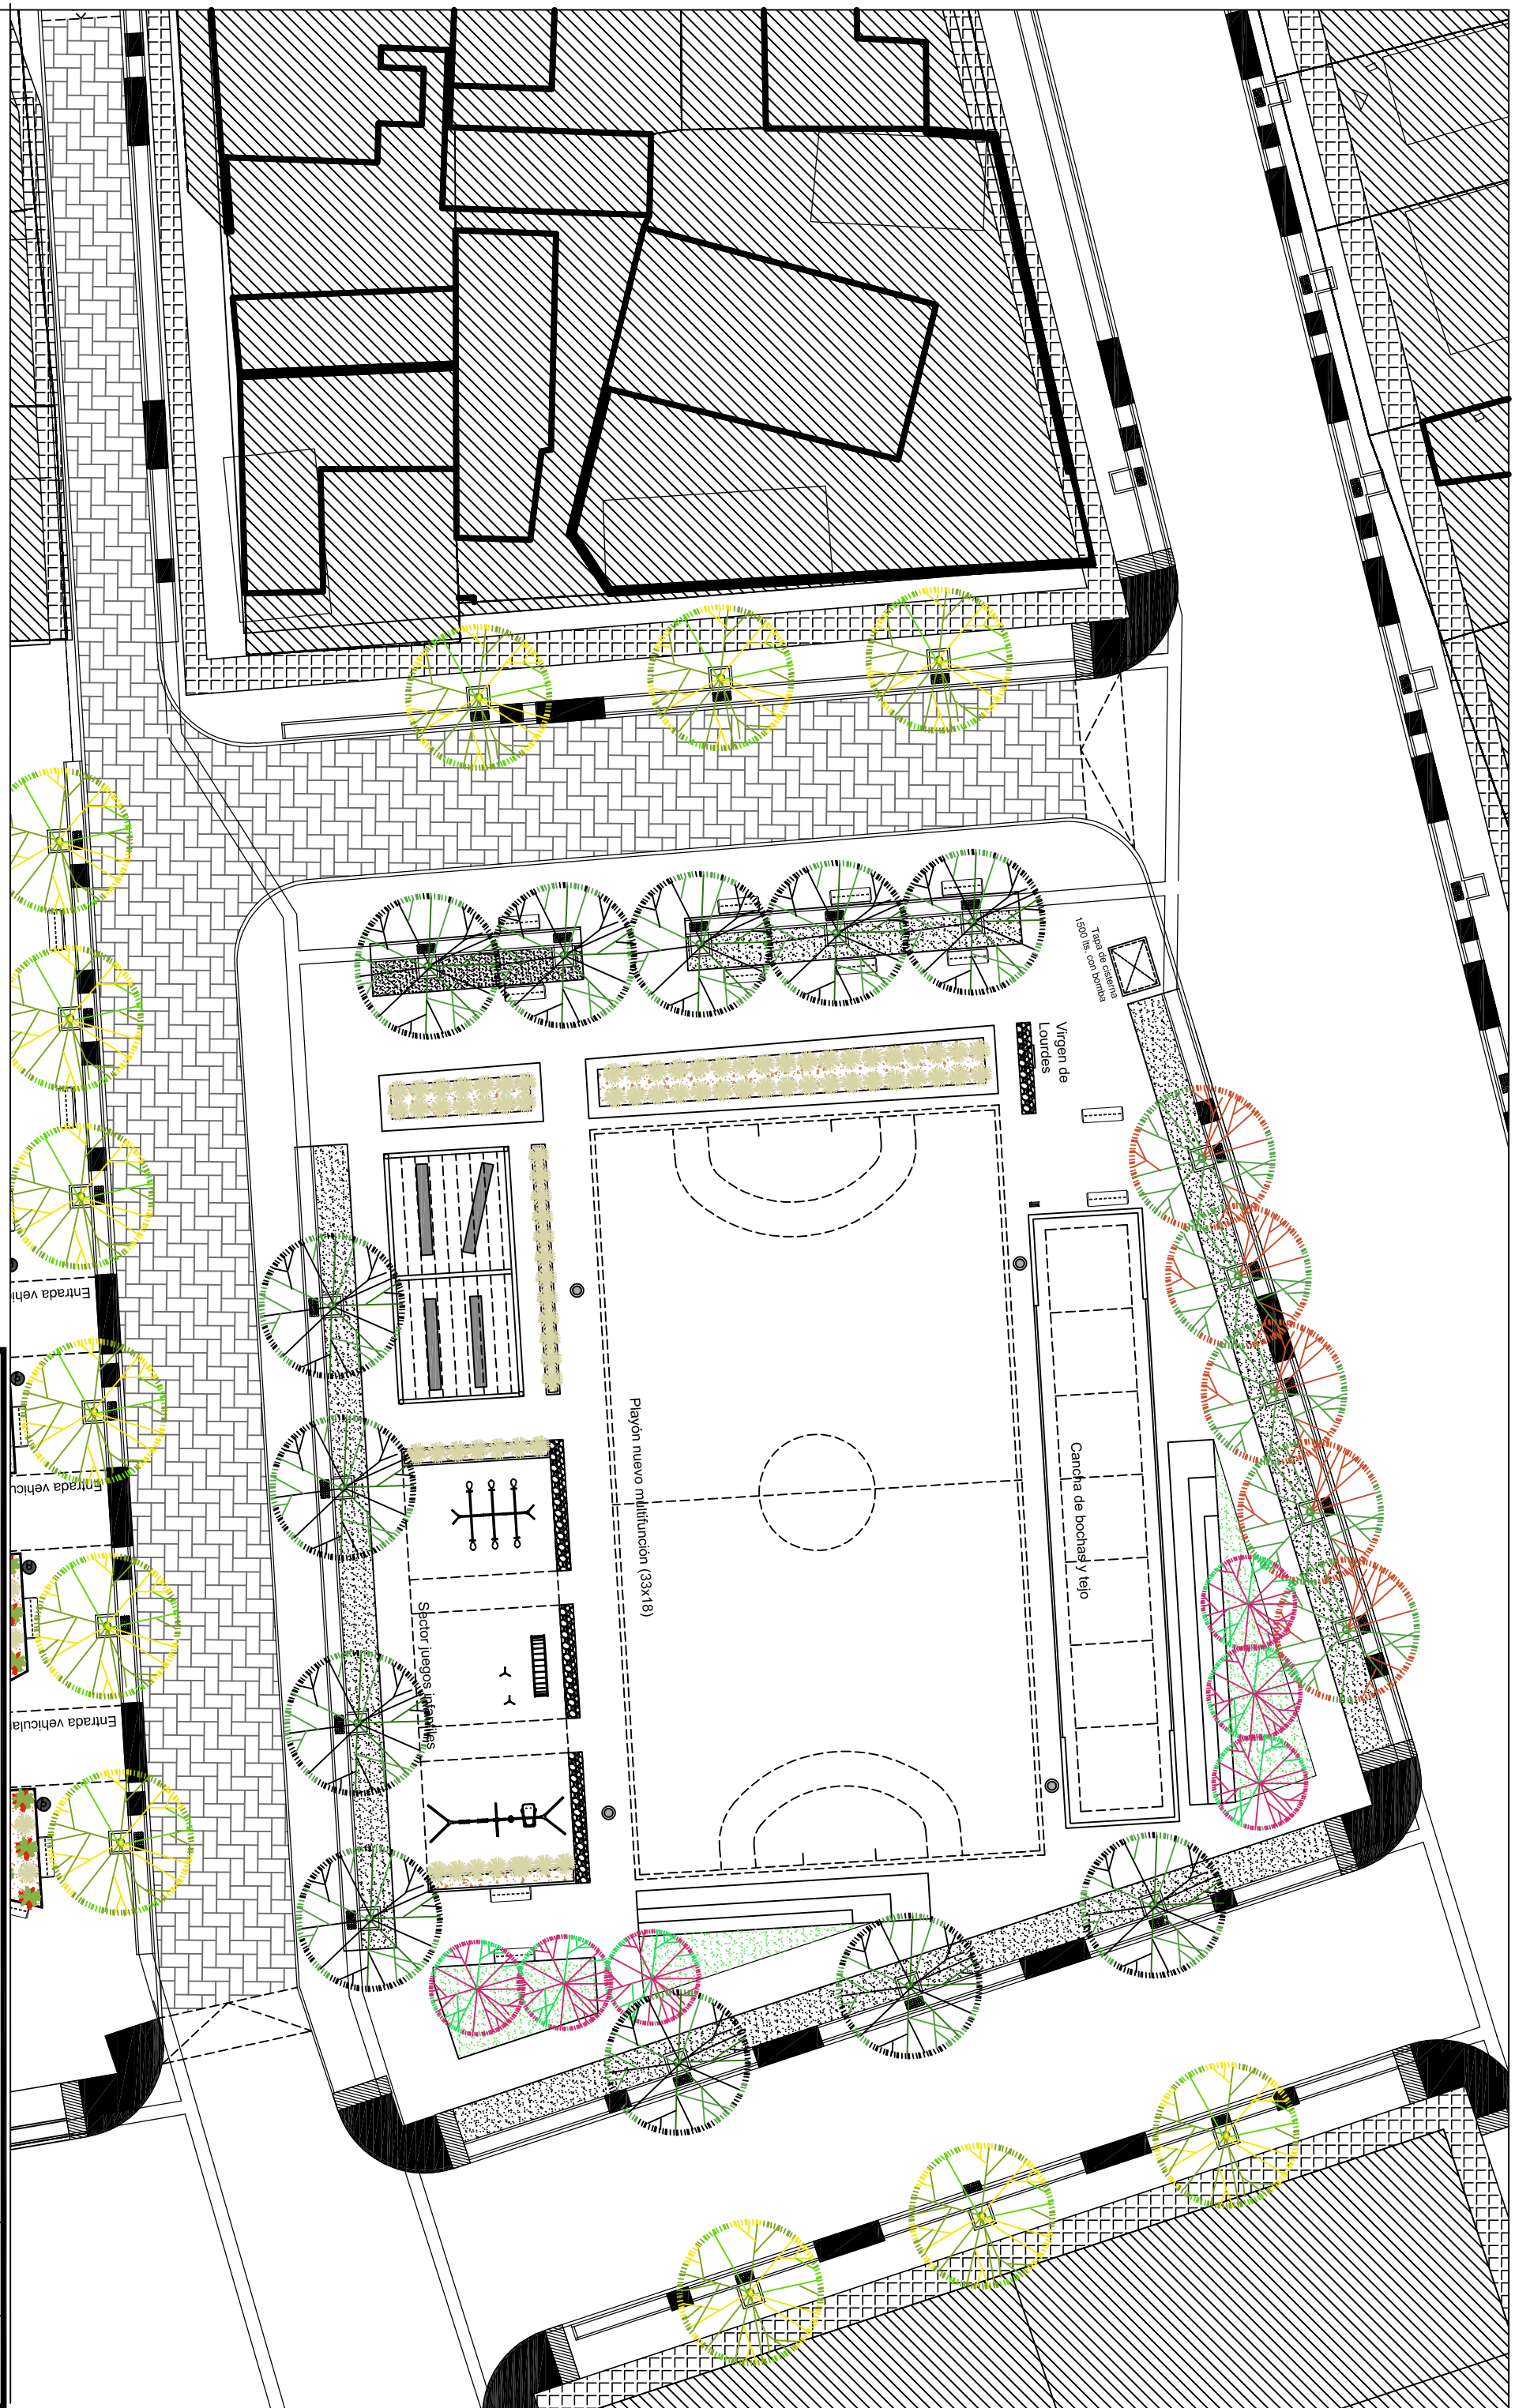 Tapa de cisterna
1500 lts. con bomba
Virgen de
Lourdes
Playón nuevo multifunción (33x18)
Cancha de bochas y tejo
Sector juegos infantiles
Entrada vehi
Entrada vehicu
Entrada vehicula